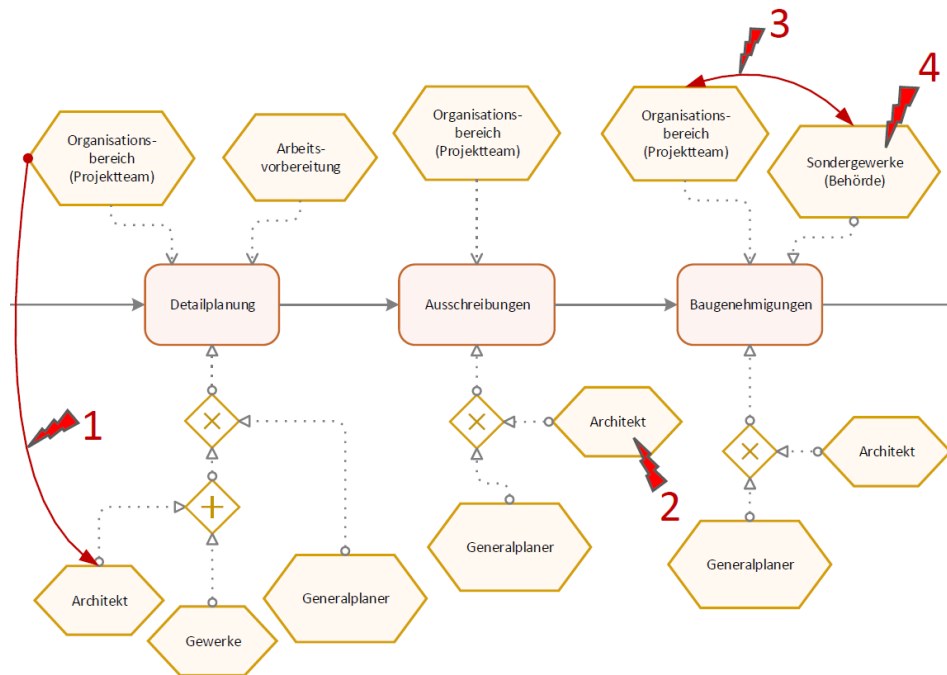 3
4
Organisations-
bereich
(Projektteam)
Arbeits-
vorbereitung
Organisations-
bereich
(Projektteam)
Organisations-
bereich
(Projektteam)
Sondergewerke
(Behörde)
Detailplanung
Ausschreibungen
Baugenehmigungen
1
Architekt
2
Architekt
Generalplaner
Generalplaner
Architekt
Generalplaner
Gewerke